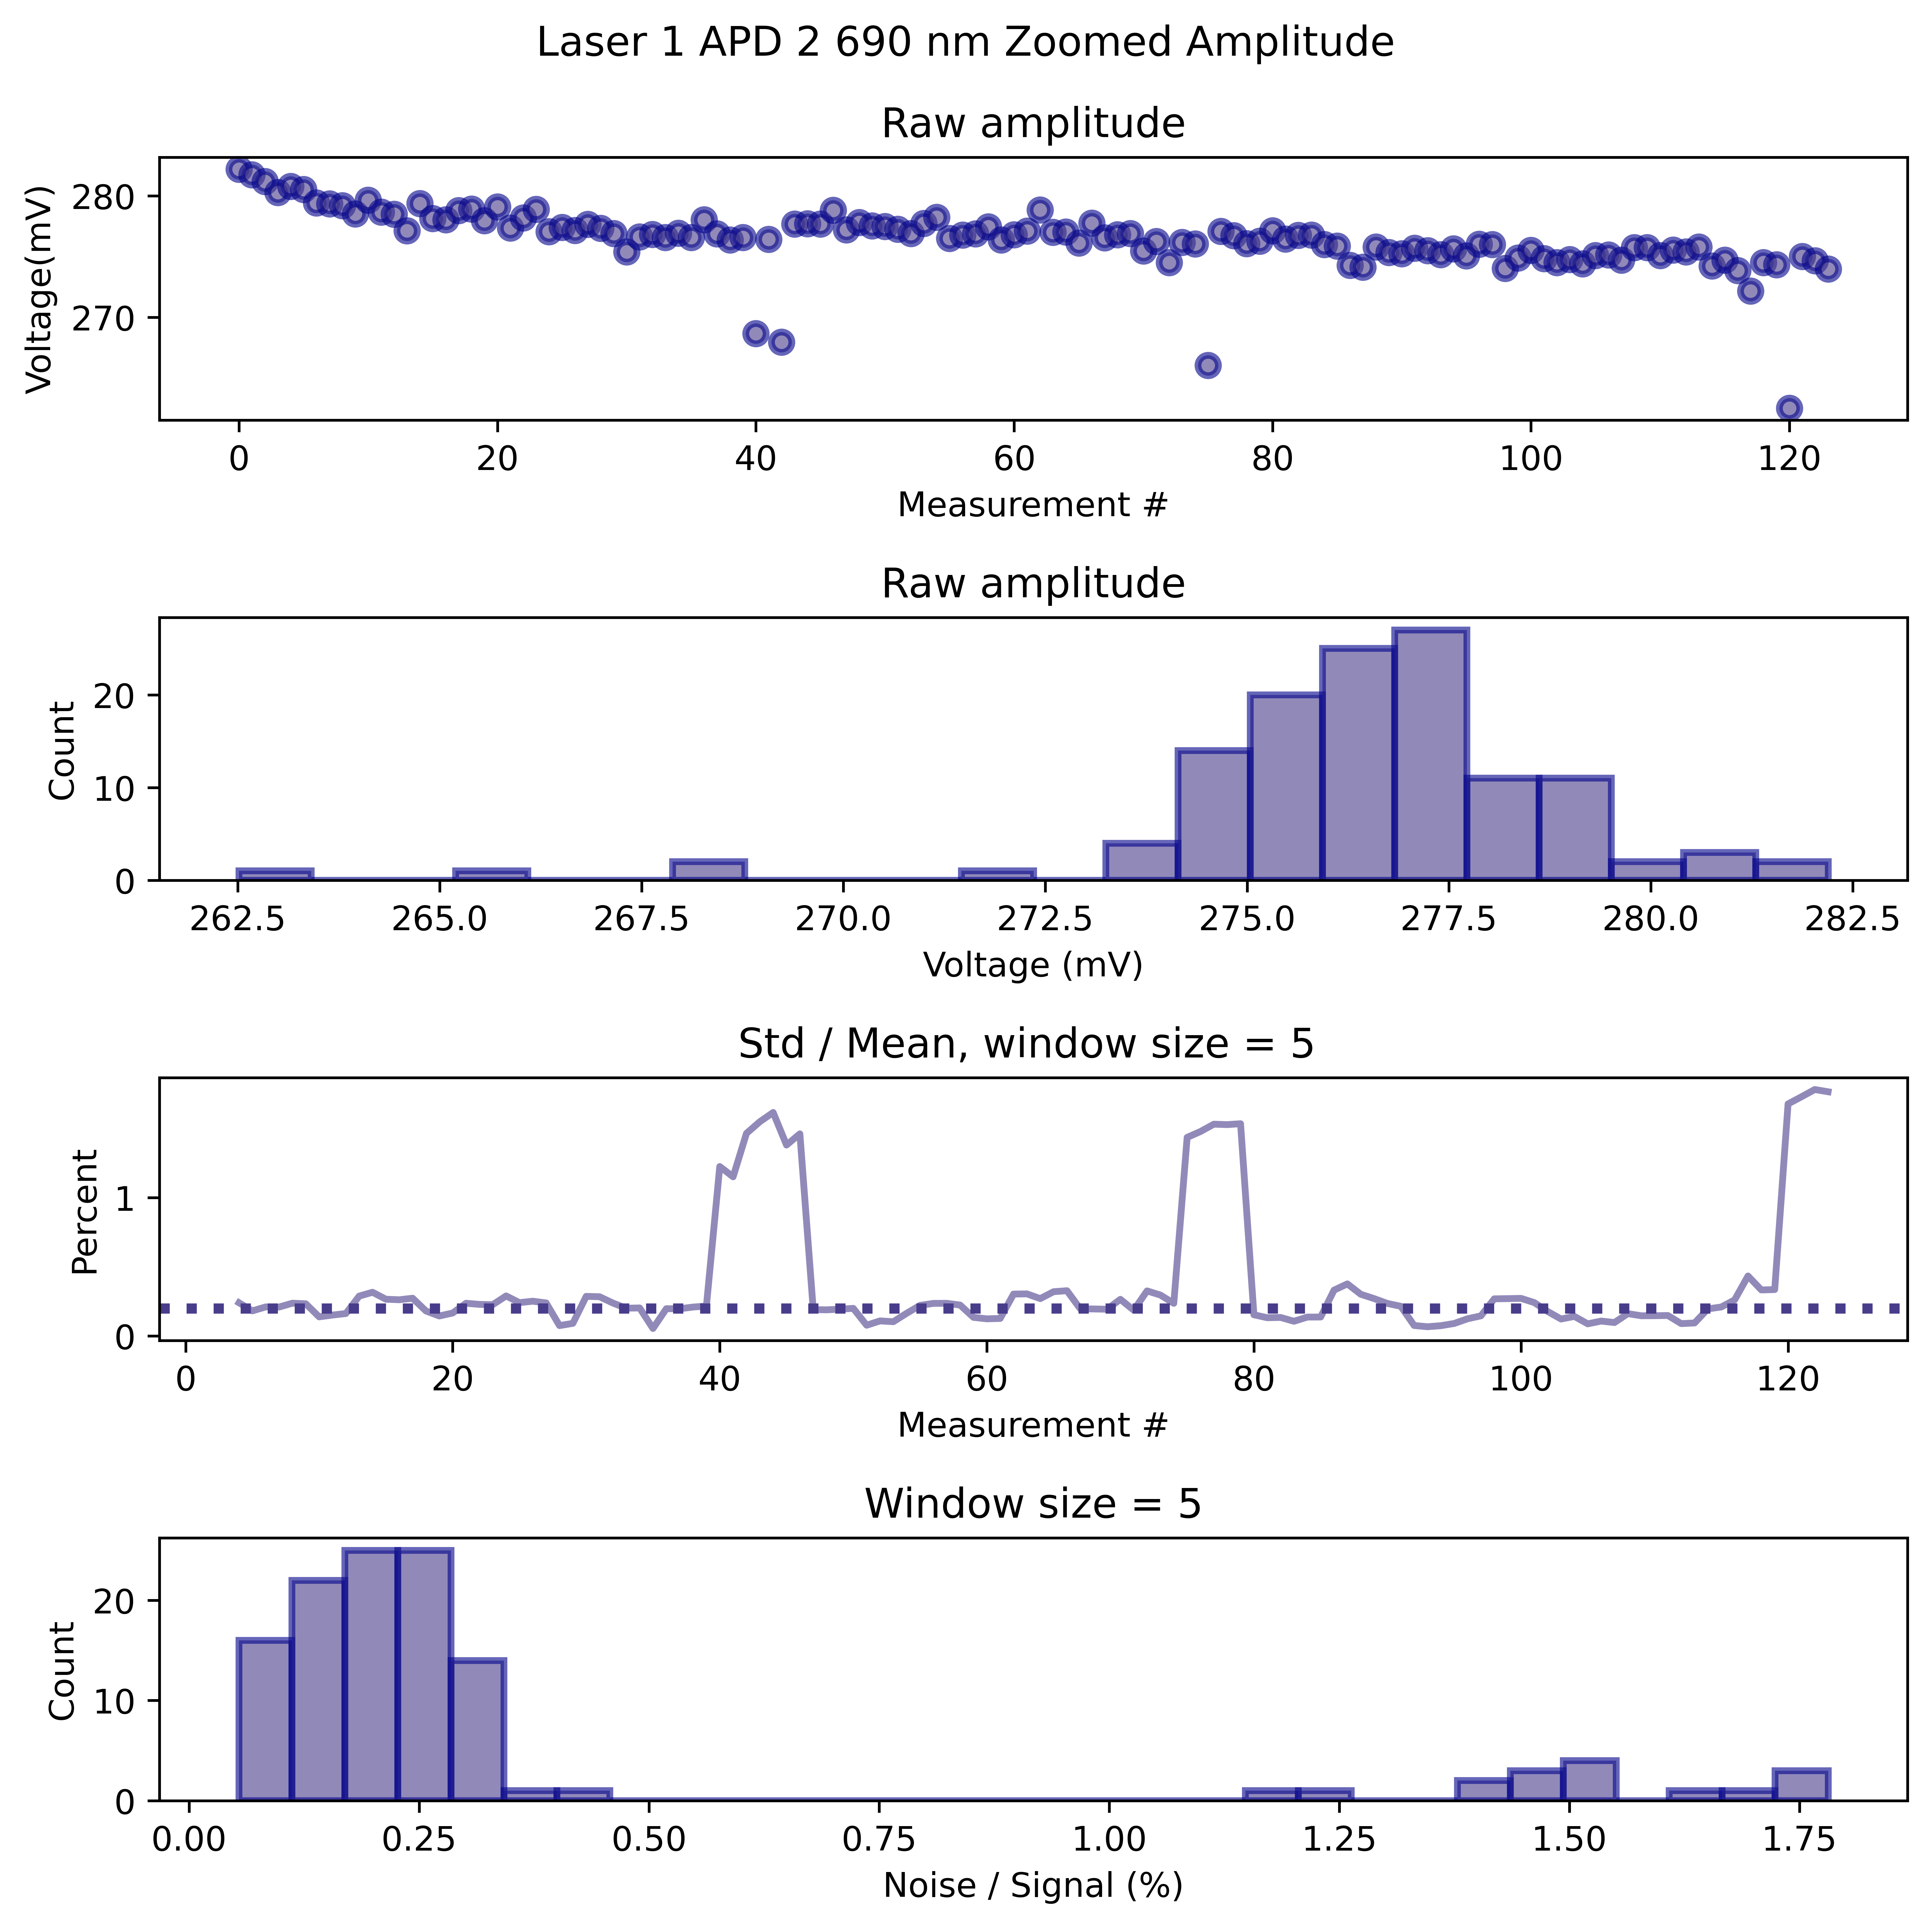 Laser 1 APD 2 690 nm Zoomed Amplitude
Raw amplitude
Voltage(mV)
280
270
0 20 40 60 80 100 120
Measurement #
Raw amplitude
Count
20
10
0
262.5 265.0 267.5 270.0 272.5 275.0 277.5 280.0 282.5
Voltage (mV)
Std / Mean, window size = 5
Percent
1
0
0 20 40 60 80 100 120
Measurement #
Window size = 5
Count
20
10
0
0.00 0.25 0.50 0.75 1.00 1.25 1.50 1.75
Noise / Signal (%)